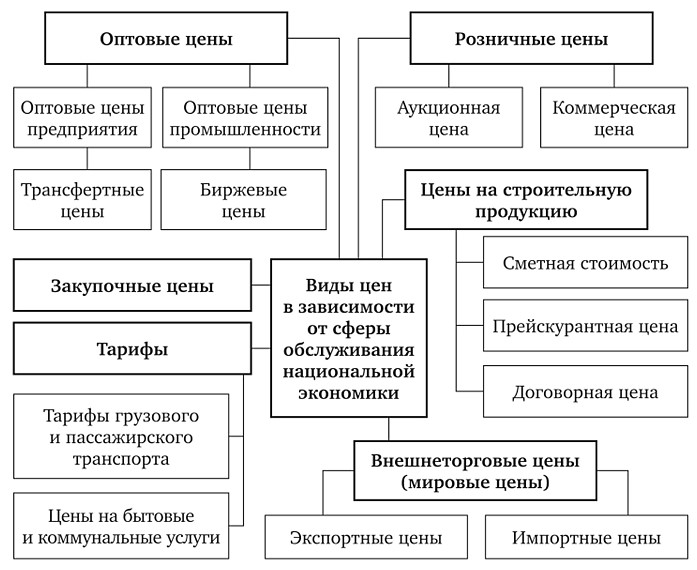 Оптовые цены
Розничные цены
Оптовые цены
предприятия
Оптовые цены
промышленности
Аукционная
цена
Коммерческая
цена
Трансфертные
цены
Биржевые
цены
Цены на строительную
продукцию
Сметная стоимость
Прейскурантная цена
Договорная цена
Закупочные цены
Виды цен
в зависимости
от сферы
обслуживания
национальной
экономики
Тарифы
Тарифы грузового
и пассажирского
транспорта
Цены на бытовые
и коммунальные услуги
Внешнеторговые цены
(мировые цены)
Экспортные цены
Импортные цены